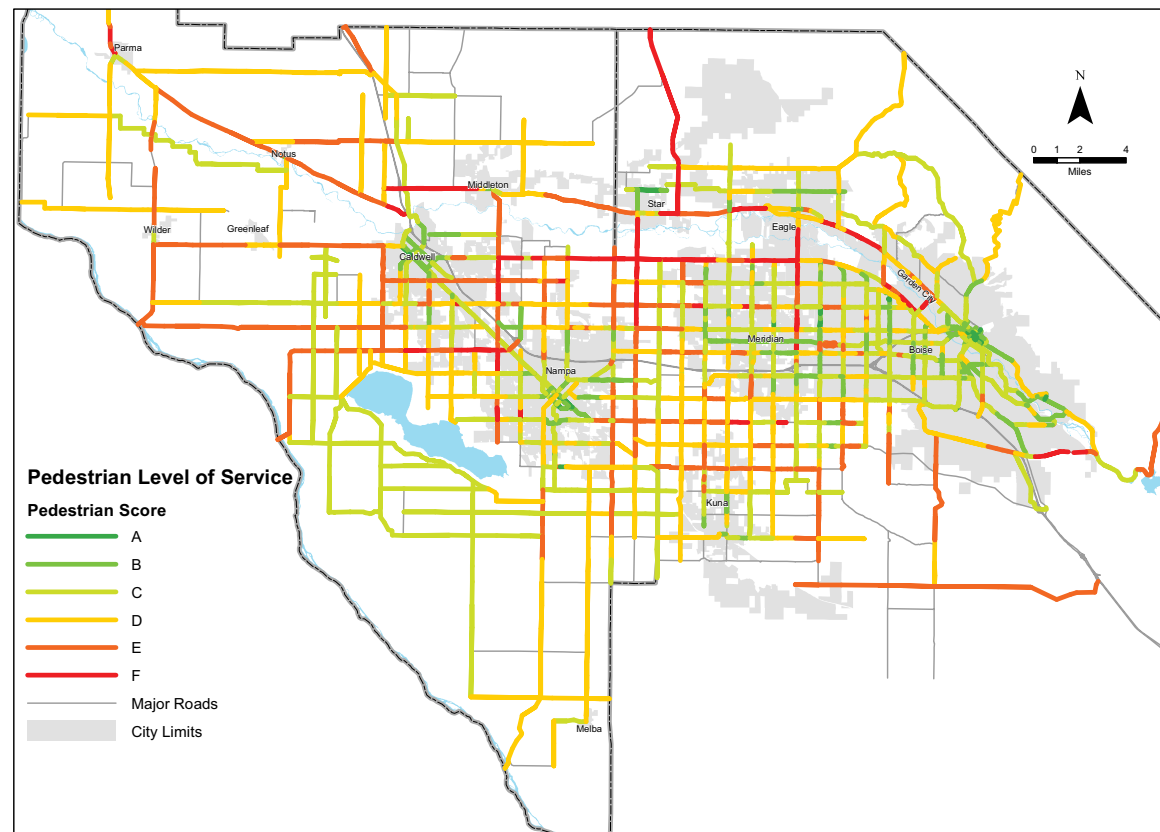 Parma
N
0 1 2 4
Miles
Notus
Middleton
Star
Wilder
Greenleaf
Eagle
Caldwell
Garden City
Meridian
Boise
Nampa
Kuna
Melba
Pedestrian Level of Service
Pedestrian Score
A
B
C
D
E
F
Major Roads
City Limits